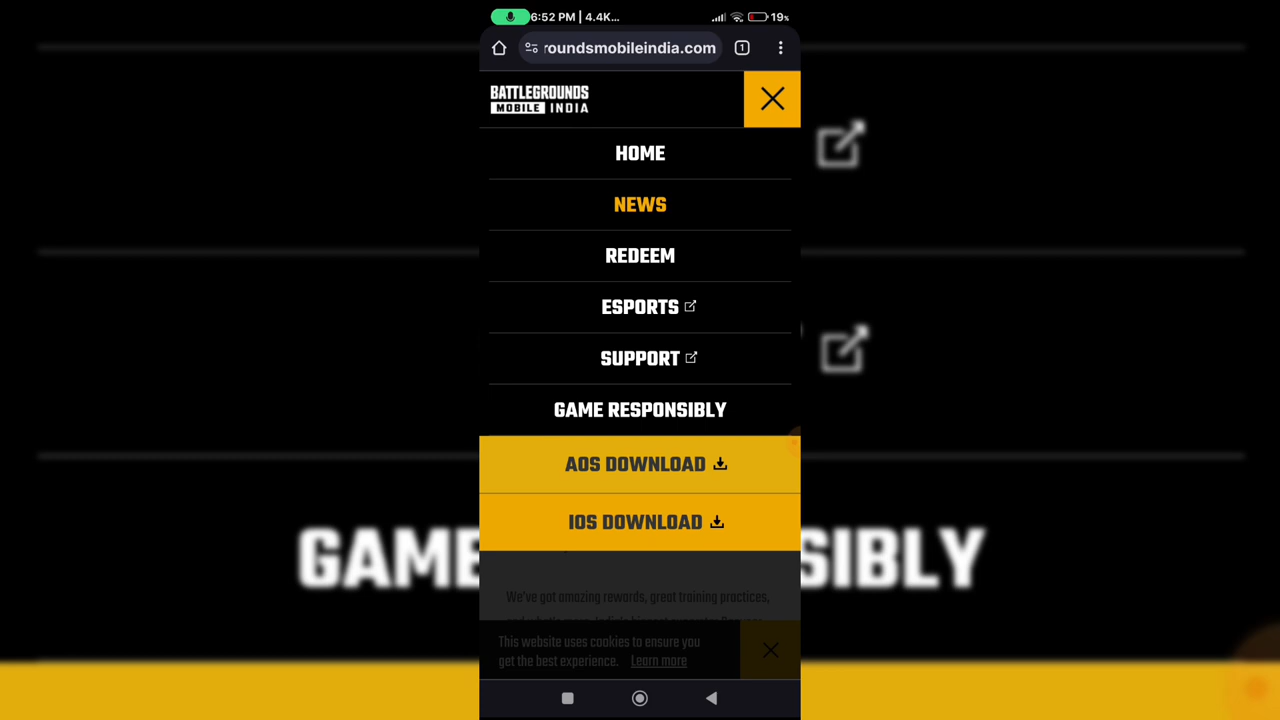 6:52 PM | 4.4K... 19%
roundsmobileindia.com 1
BATTLEGROUNDS
MOBILE INDIA
HOME
NEWS
REDEEM
ESPORTS
SUPPORT
GAME RESPONSIBLY
AOS DOWNLOAD
IOS DOWNLOAD
We've got amazing rewards, great training practices,
This website uses cookies to ensure you
get the best experience. Learn more